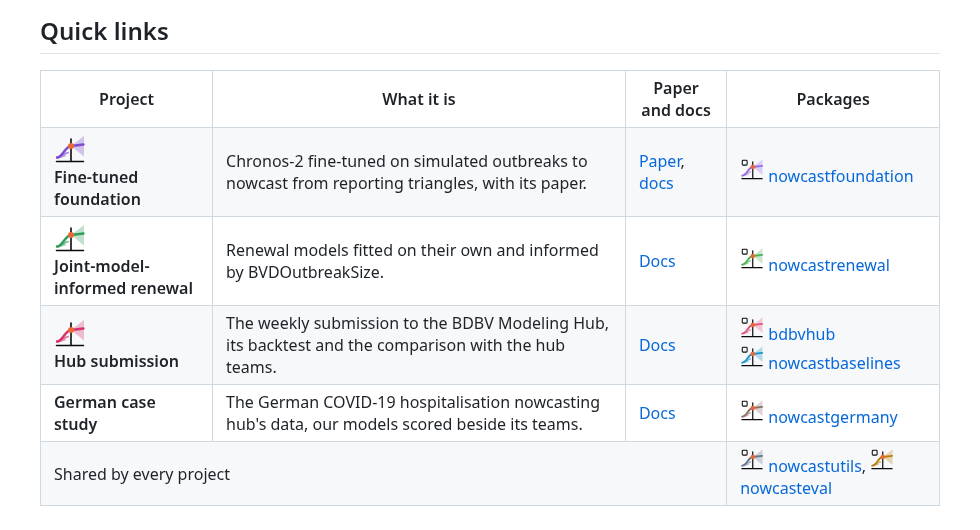 Quick links
Project
What it is
Paper
and docs
Packages
Fine-tuned
foundation
Chronos-2 fine-tuned on simulated outbreaks to
nowcast from reporting triangles, with its paper.
Paper,
docs
nowcastfoundation
Joint-model-
informed renewal
Renewal models fitted on their own and informed
by BVDOutbreakSize.
Docs
nowcastrenewal
Hub submission
The weekly submission to the BDBV Modeling Hub,
its backtest and the comparison with the hub
teams.
Docs
bdbvhub
nowcastbaselines
German case
study
The German COVID-19 hospitalisation nowcasting
hub's data, our models scored beside its teams.
Docs
nowcastgermany
Shared by every project
nowcastutils,
nowcasteval